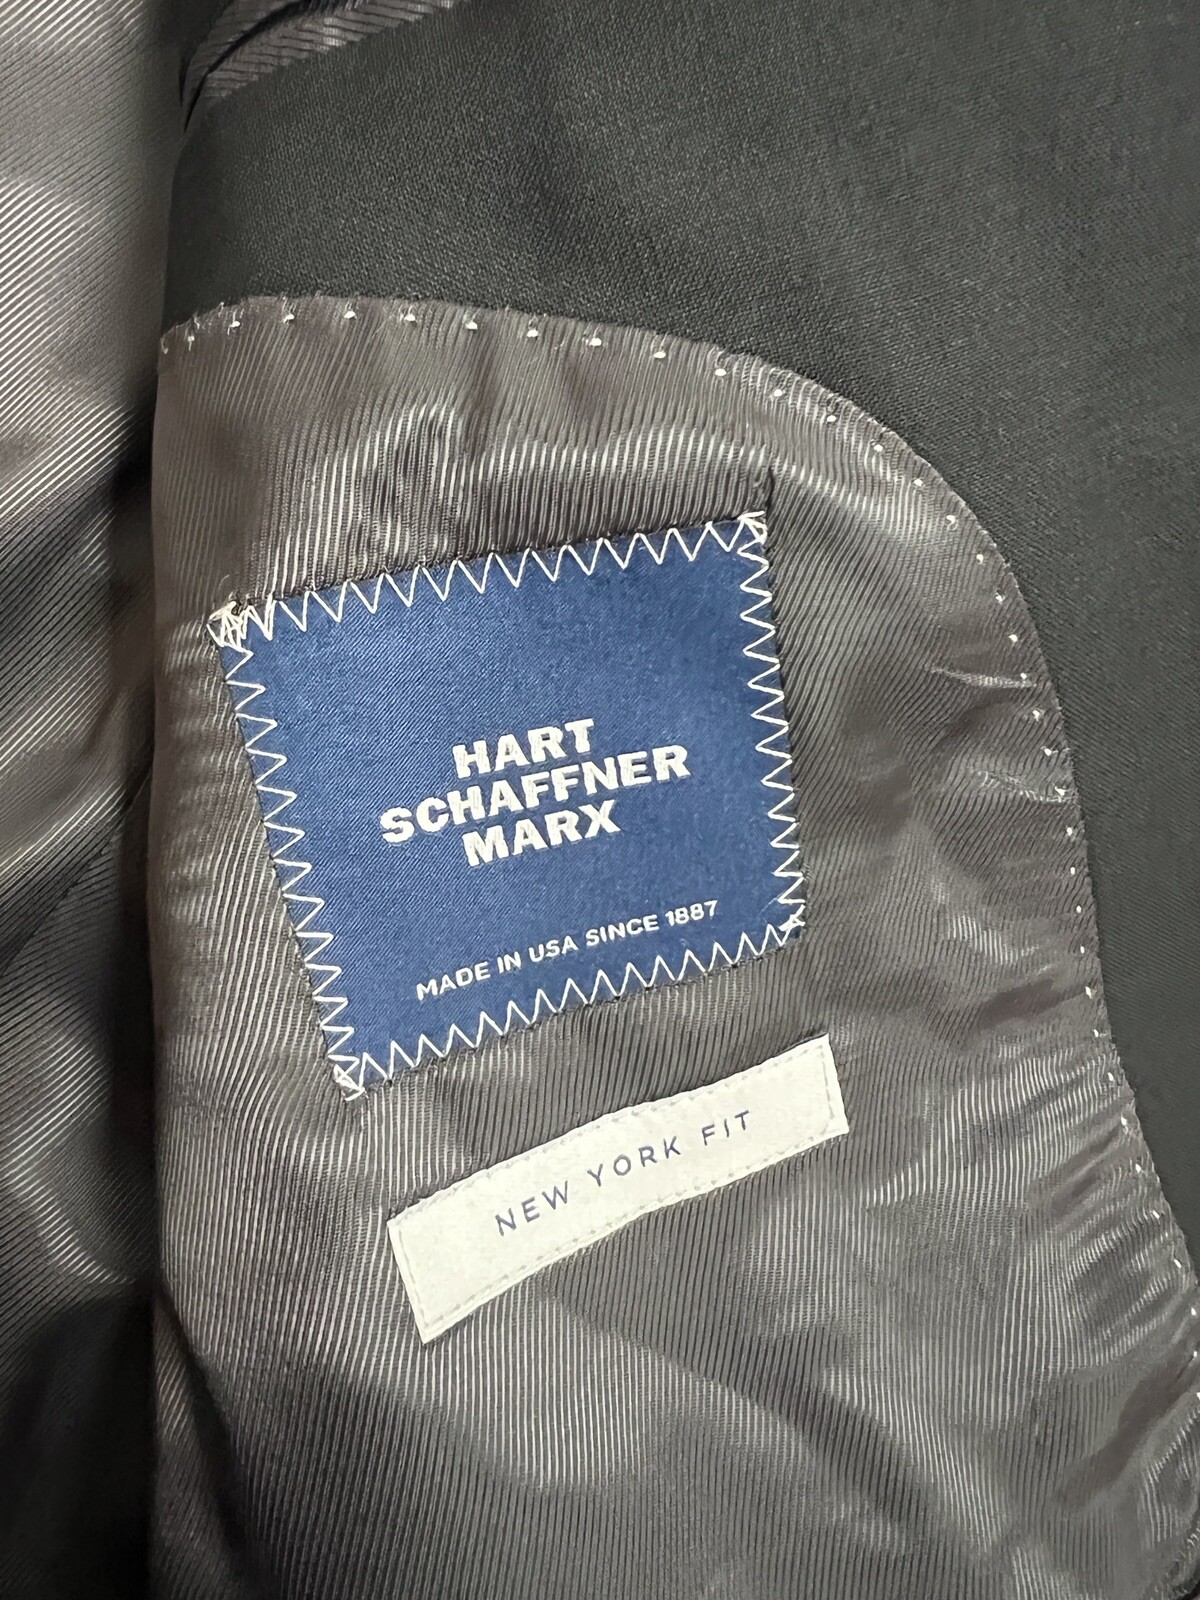 HART
SCHAFFNER
MARX
MADE IN USA SINCE 1887
NEW YORK FIT